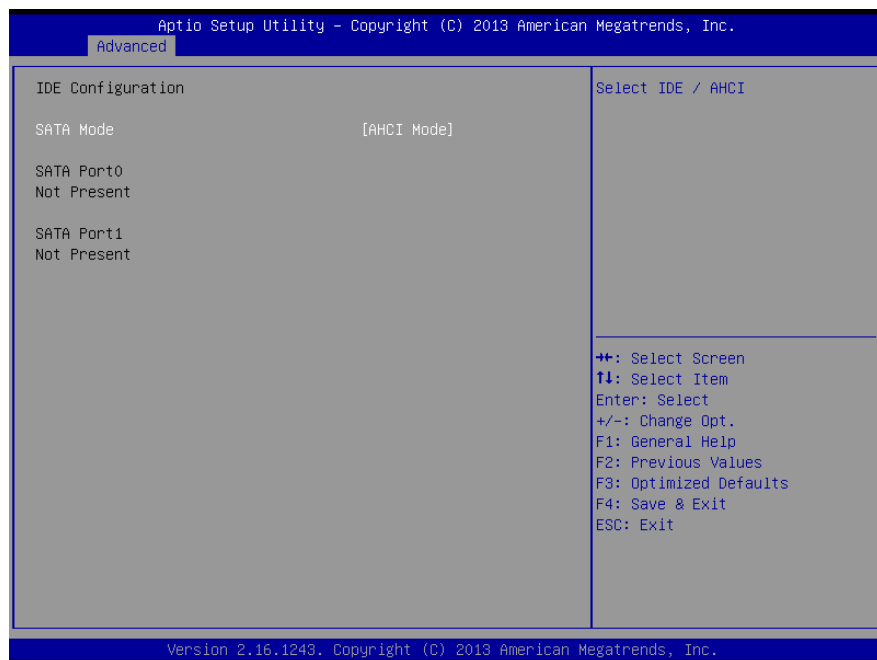 Aptio Setup Utility – Copyright (C) 2013 American Megatrends, Inc.
Advanced
IDE Configuration
SATA Mode [AHCI Mode]
SATA Port0
Not Present
SATA Port1
Not Present
Select IDE / AHCI
→←: Select Screen
↑↓: Select Item
Enter: Select
+/-: Change Opt.
F1: General Help
F2: Previous Values
F3: Optimized Defaults
F4: Save & Exit
ESC: Exit
Version 2.16.1243. Copyright (C) 2013 American Megatrends, Inc.